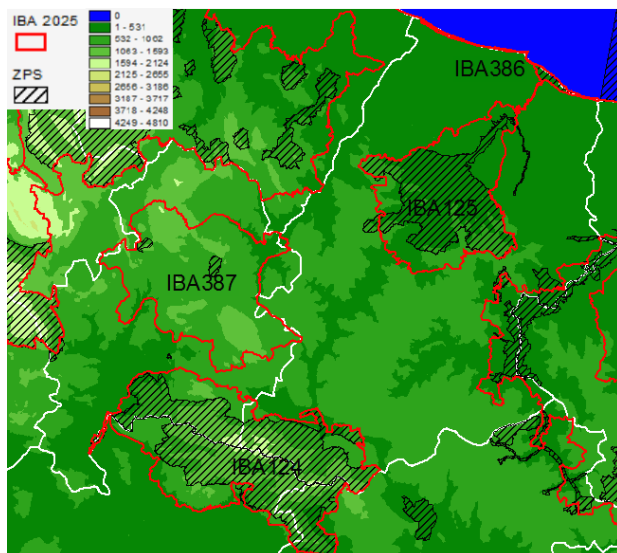 IBA 2025
ZPS
0
1 - 531
532 - 1062
1063 - 1593
1594 - 2124
2125 - 2655
2656 - 3186
3187 - 3717
3718 - 4248
4249 - 4810
IBA386
IBA125
IBA387
IBA124